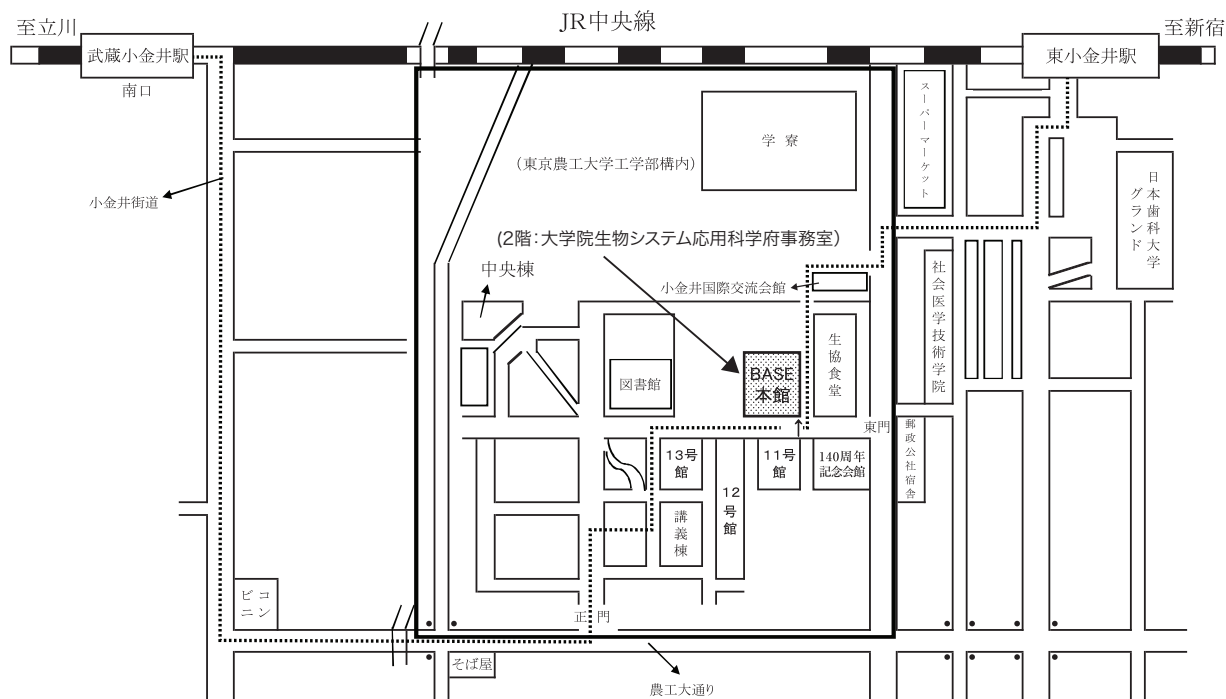 JR中央線
至立川
至新宿
武蔵小金井駅
東小金井駅
南口
スーパーマーケット
学寮
(東京農工大学工学部構内)
日本歯科大学
グランド
小金井街道
(2階:大学院生物システム応用科学府事務室)
中央棟
小金井国際交流会館
社会医学技術学院
生協食堂
図書館
BASE
本館
東門
郵政公社宿舎
13号
館
11号
館
140周年
記念会館
12号館
講義棟
コンビニ
正門
そば屋
農工大通り